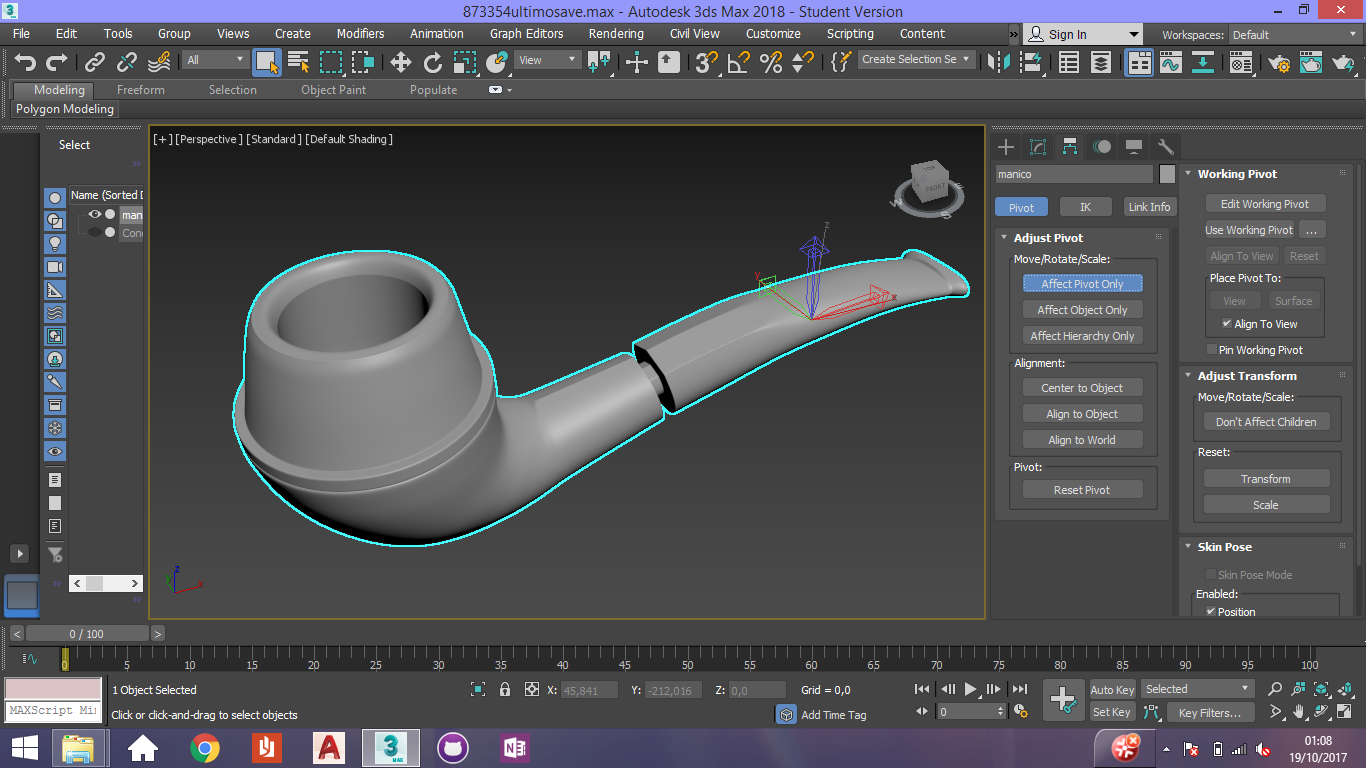 873354ultimosave.max - Autodesk 3ds Max 2018 - Student Version
File Edit Tools Group Views Create Modifiers Animation Graph Editors Rendering Civil View Customize Scripting Content » Sign In Workspaces: Default
All View Create Selection Se
Modeling Freeform Selection Object Paint Populate
Polygon Modeling
Select
Name (Sorted
man
[+] [Perspective] [Standard] [Default Shading]
FRONT
W S
z
Y
x
z
x
manico
Pivot IK Link Info
Adjust Pivot
Move/Rotate/Scale:
Affect Pivot Only
Affect Object Only
Affect Hierarchy Only
Alignment:
Center to Object
Align to Object
Align to World
Pivot:
Reset Pivot
Working Pivot
Edit Working Pivot
Use Working Pivot ...
Align To View Reset
Place Pivot To:
View Surface
Align To View
Pin Working Pivot
Adjust Transform
Move/Rotate/Scale:
Don't Affect Children
Reset:
Transform
Scale
Skin Pose
Skin Pose Mode
Enabled:
Position
< 0 / 100 >
0 5 10 15 20 25 30 35 40 45 50 55 60 65 70 75 80 85 90 95 100
1 Object Selected X: 45,841 Y: -212,016 Z: 0,0 Grid = 0,0 Auto Key Selected
MAXScript Min Click or click-and-drag to select objects Add Time Tag 0 Set Key Key Filters...
3 MAX
A
N
01:08
19/10/2017